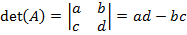 det(A) = |a b; c d| = ad − bc